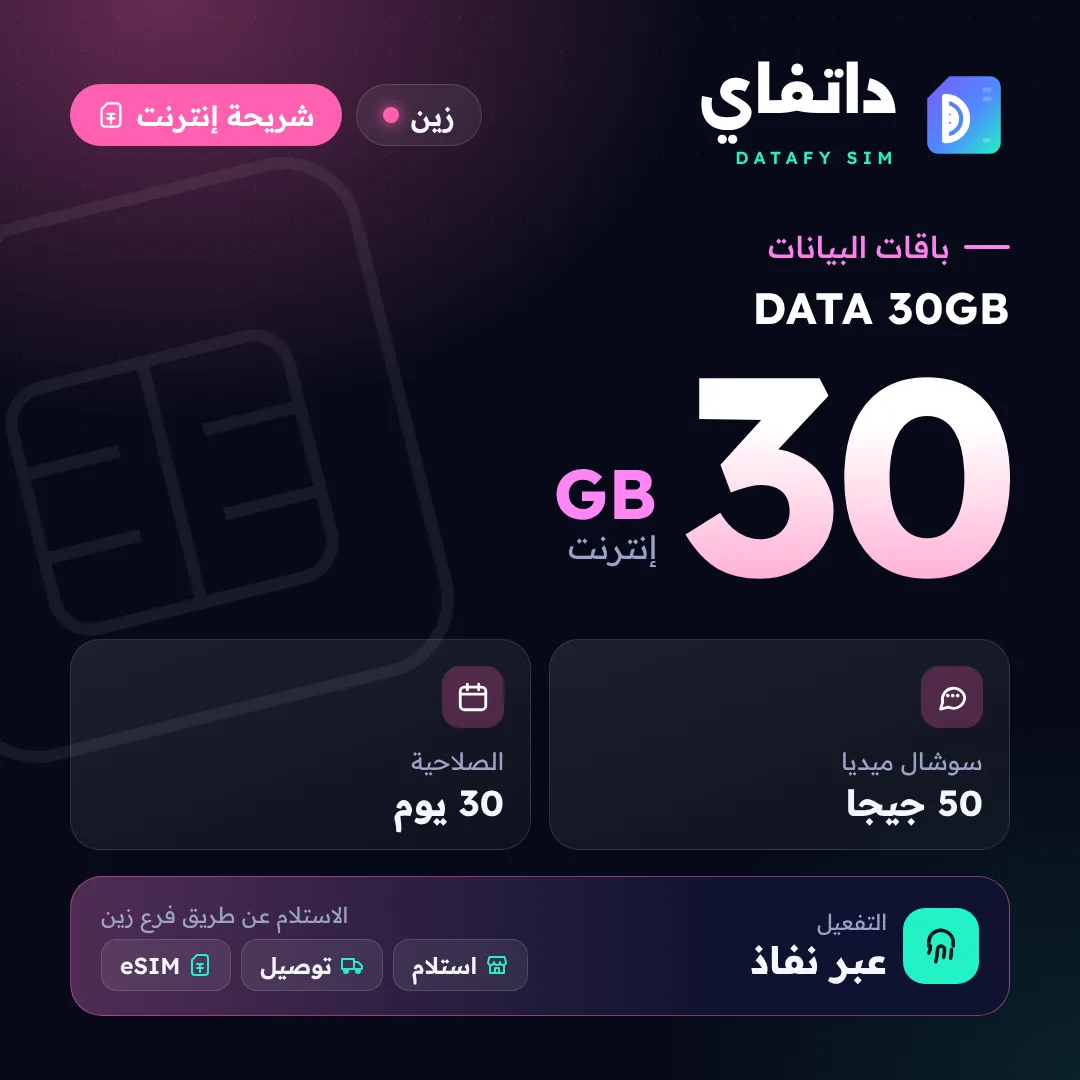 داتفاي
DATAFY SIM
زين
شريحة إنترنت
باقات البيانات
DATA 30GB
30
GB
إنترنت
سوشال ميديا
50 جيجا
الصلاحية
30 يوم
التفعيل
عبر نفاذ
الاستلام عن طريق فرع زين
استلام
توصيل
eSIM